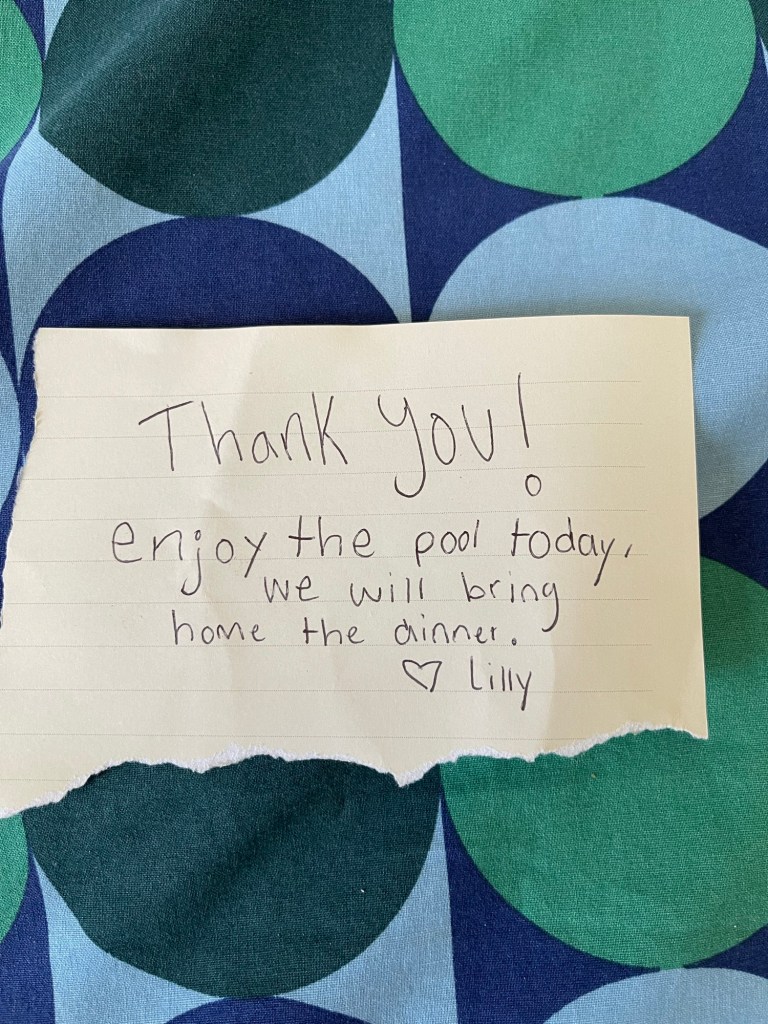 Thank you!
enjoy the pool today,
we will bring
home the dinner.
♡ Lilly